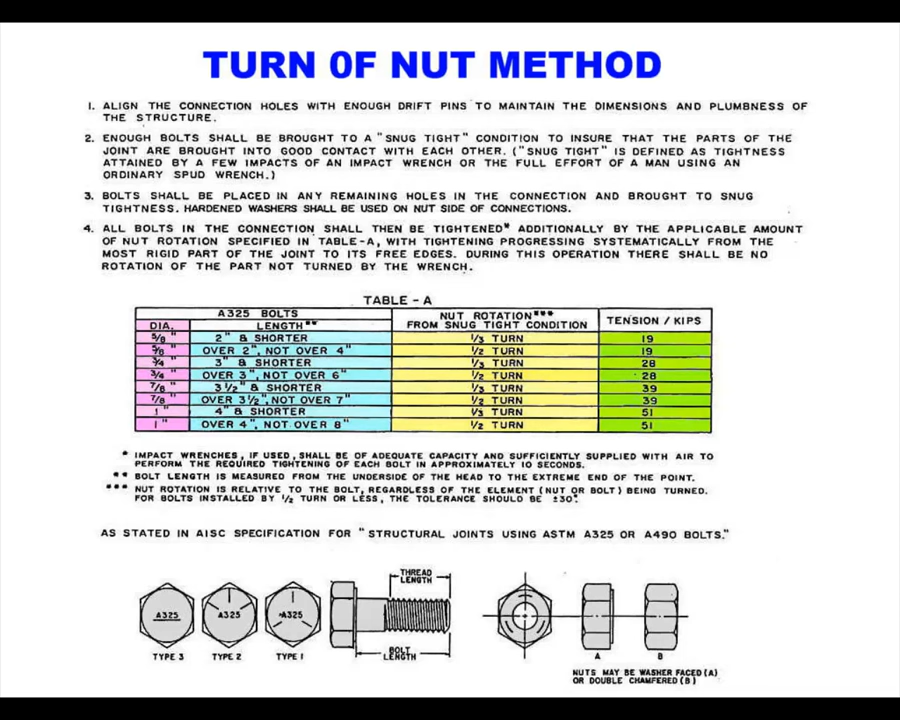 TURN 0F NUT METHOD
1. ALIGN THE CONNECTION HOLES WITH ENOUGH DRIFT PINS TO MAINTAIN THE DIMENSIONS AND PLUMBNESS OF
THE STRUCTURE.
2. ENOUGH BOLTS SHALL BE BROUGHT TO A "SNUG TIGHT" CONDITION TO INSURE THAT THE PARTS OF THE
JOINT ARE BROUGHT INTO GOOD CONTACT WITH EACH OTHER. ("SNUG TIGHT" IS DEFINED AS TIGHTNESS
ATTAINED BY A FEW IMPACTS OF AN IMPACT WRENCH OR THE FULL EFFORT OF A MAN USING AN
ORDINARY SPUD WRENCH.)
3. BOLTS SHALL BE PLACED IN ANY REMAINING HOLES IN THE CONNECTION AND BROUGHT TO SNUG
TIGHTNESS. HARDENED WASHERS SHALL BE USED ON NUT SIDE OF CONNECTIONS.
4. ALL BOLTS IN THE CONNECTION SHALL THEN BE TIGHTENED* ADDITIONALLY BY THE APPLICABLE AMOUNT
OF NUT ROTATION SPECIFIED IN TABLE-A, WITH TIGHTENING PROGRESSING SYSTEMATICALLY FROM THE
MOST RIGID PART OF THE JOINT TO ITS FREE EDGES. DURING THIS OPERATION THERE SHALL BE NO
ROTATION OF THE PART NOT TURNED BY THE WRENCH.
TABLE - A
A325 BOLTS NUT ROTATION*** TENSION / KIPS
DIA. LENGTH** FROM SNUG TIGHT CONDITION
5/8" 2" & SHORTER 1/3 TURN 19
5/8" OVER 2", NOT OVER 4" 1/2 TURN 19
3/4" 3" & SHORTER 1/3 TURN 28
3/4" OVER 3", NOT OVER 6" 1/2 TURN 28
7/8" 3 1/2" & SHORTER 1/3 TURN 39
7/8" OVER 3 1/2", NOT OVER 7" 1/2 TURN 39
1" 4" & SHORTER 1/3 TURN 51
1" OVER 4", NOT OVER 8" 1/2 TURN 51
* IMPACT WRENCHES, IF USED, SHALL BE OF ADEQUATE CAPACITY AND SUFFICIENTLY SUPPLIED WITH AIR TO
PERFORM THE REQUIRED TIGHTENING OF EACH BOLT IN APPROXIMATELY 10 SECONDS.
** BOLT LENGTH IS MEASURED FROM THE UNDERSIDE OF THE HEAD TO THE EXTREME END OF THE POINT.
*** NUT ROTATION IS RELATIVE TO THE BOLT, REGARDLESS OF THE ELEMENT (NUT OR BOLT) BEING TURNED.
FOR BOLTS INSTALLED BY 1/2 TURN OR LESS, THE TOLERANCE SHOULD BE ±30°.
AS STATED IN AISC SPECIFICATION FOR "STRUCTURAL JOINTS USING ASTM A325 OR A490 BOLTS."
THREAD
LENGTH
A325 A325 A325
BOLT
LENGTH
TYPE 3 TYPE 2 TYPE 1 A B
NUTS MAY BE WASHER FACED (A)
OR DOUBLE CHAMFERED (B)